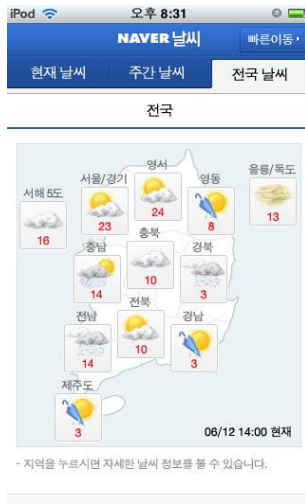 iPod 오후 8:31
NAVER 날씨 빠른이동
현재 날씨 주간 날씨 전국 날씨
전국
영서
서울/경기 영동 울릉/독도
서해 5도
24
23 8 13
16
충북
충남 경북
10
14 3
전북
전남 경남
10
14 3
제주도
3
06/12 14:00 현재
- 지역을 누르시면 자세한 날씨 정보를 볼 수 있습니다.